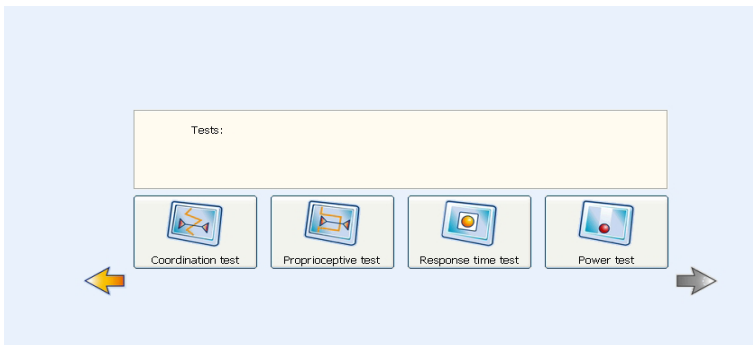 Tests:
Coordination test
Proprioceptive test
Response time test
Power test